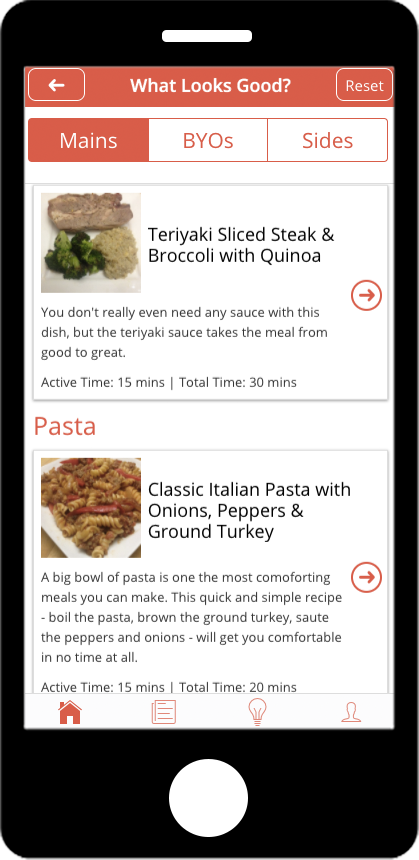 What Looks Good?
Reset
Mains
BYOs
Sides
Teriyaki Sliced Steak &
Broccoli with Quinoa
You don't really even need any sauce with this
dish, but the teriyaki sauce takes the meal from
good to great.
Active Time: 15 mins | Total Time: 30 mins
Pasta
Classic Italian Pasta with
Onions, Peppers &
Ground Turkey
A big bowl of pasta is one the most comoforting
meals you can make. This quick and simple recipe
- boil the pasta, brown the ground turkey, saute
the peppers and onions - will get you comfortable
in no time at all.
Active Time: 15 mins | Total Time: 20 mins